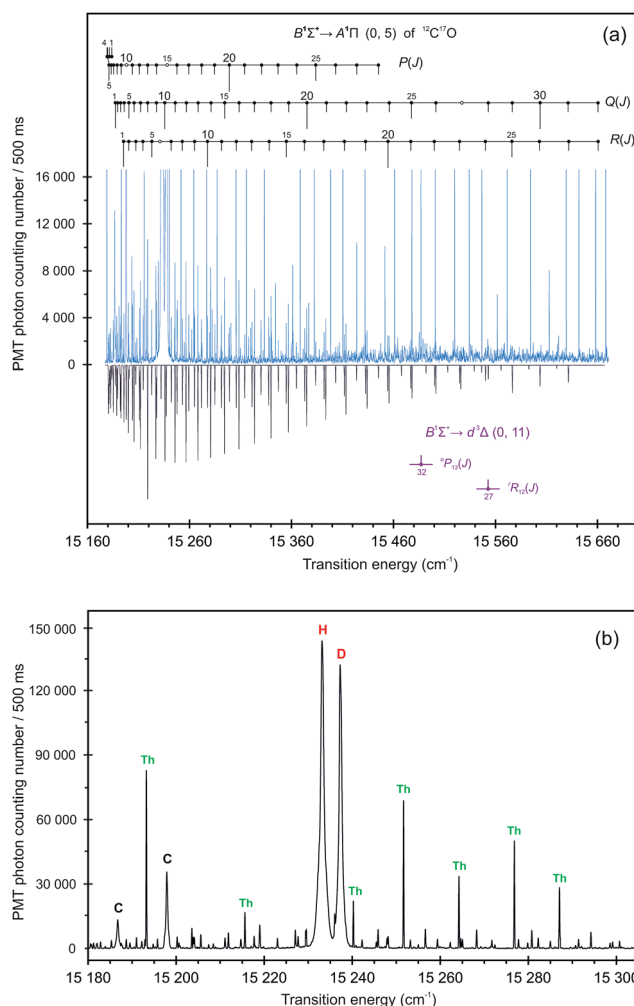 B¹Σ⁺→ A¹Π (0, 5) of ¹²C¹⁷O
(a)
4 1
10 15 20 25 P(J)
5
1 5 10 15 20 25 30 Q(J)
1 5 10 15 20 25 R(J)
PMT photon counting number / 500 ms
16 000
12 000
8 000
4 000
0
B¹Σ⁺→ d³Δ (0, 11)
32 ᵒP₁₃(J)
27 ʳR₁₂(J)
15 160 15 260 15 360 15 460 15 560 15 660
Transition energy (cm⁻¹)
(b)
PMT photon counting number / 500 ms
150 000
120 000
90 000
60 000
30 000
0
H
D
Th
Th
C
Th
Th
C
Th
Th
Th
15 180 15 200 15 220 15 240 15 260 15 280 15 300
Transition energy (cm⁻¹)